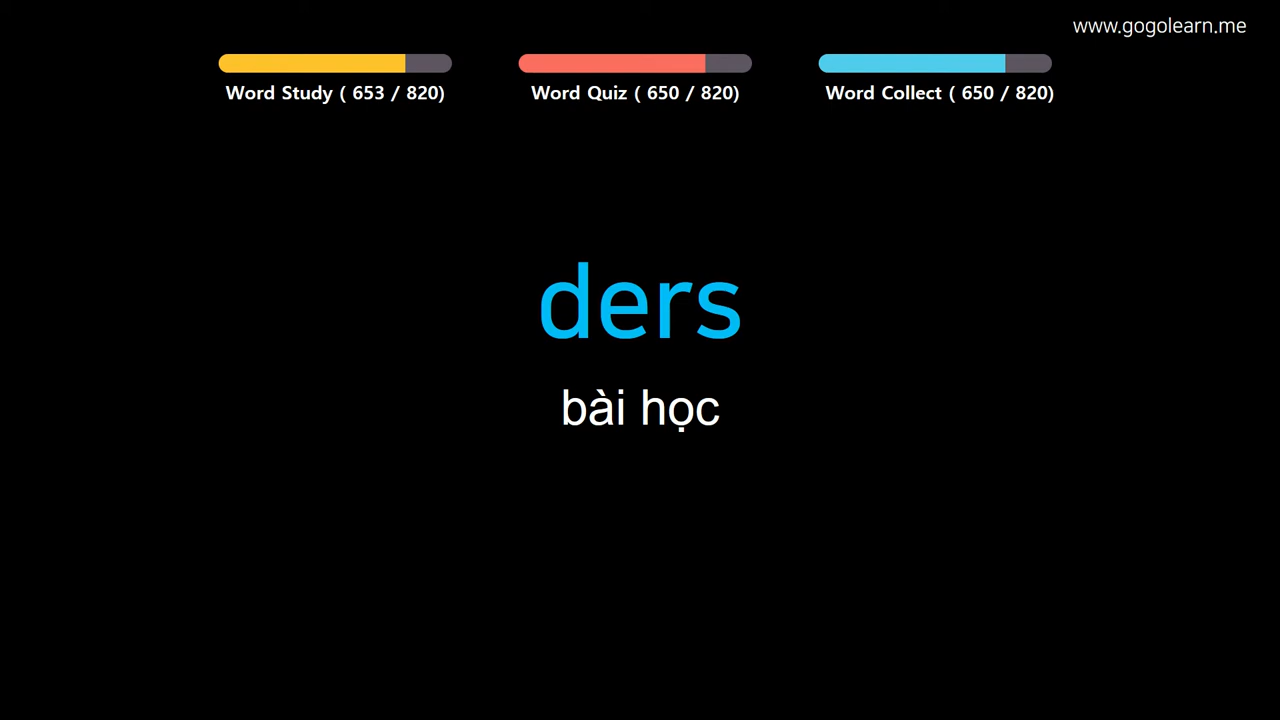 www.gogolearn.me
Word Study ( 653 / 820)
Word Quiz ( 650 / 820)
Word Collect ( 650 / 820)
ders
bài học